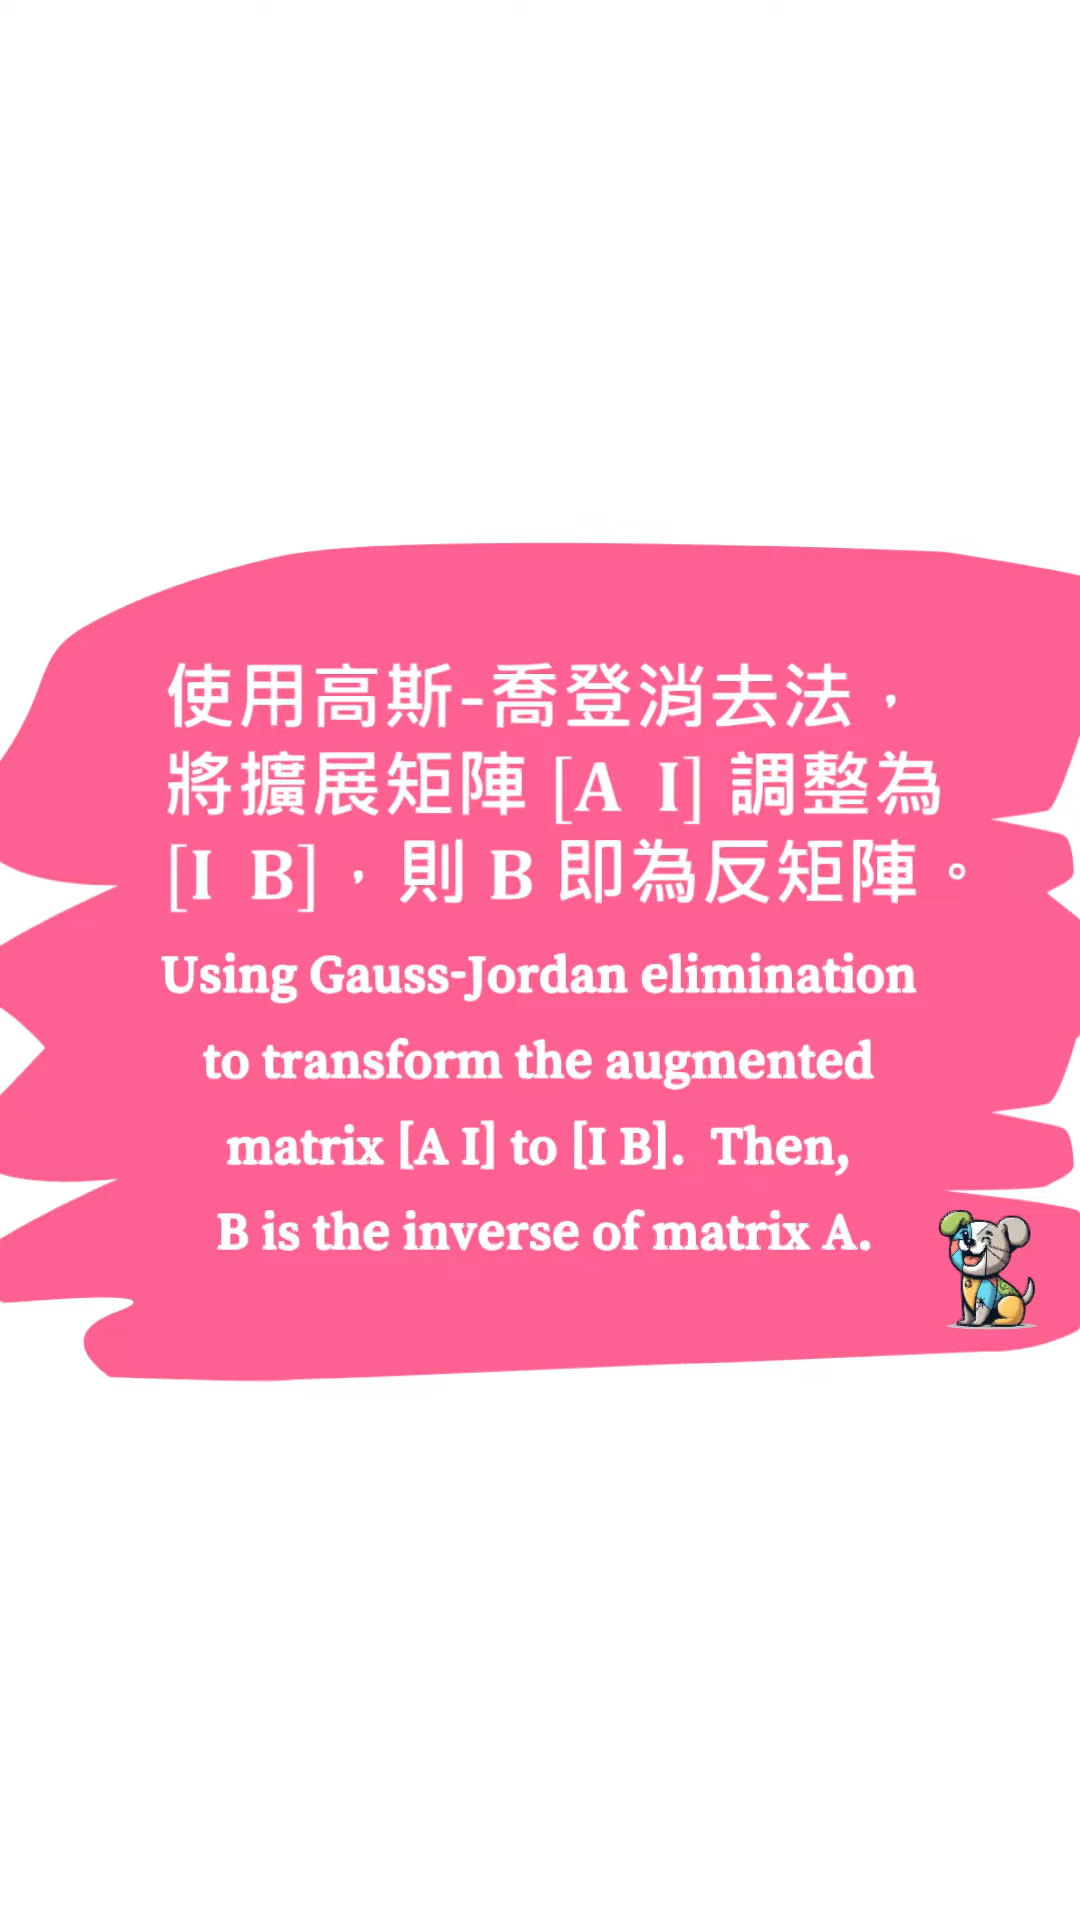 使用高斯-喬登消去法，
將擴展矩陣 [A I] 調整為
[I B]，則 B 即為反矩陣。
Using Gauss-Jordan elimination
to transform the augmented
matrix [A I] to [I B]. Then,
B is the inverse of matrix A.